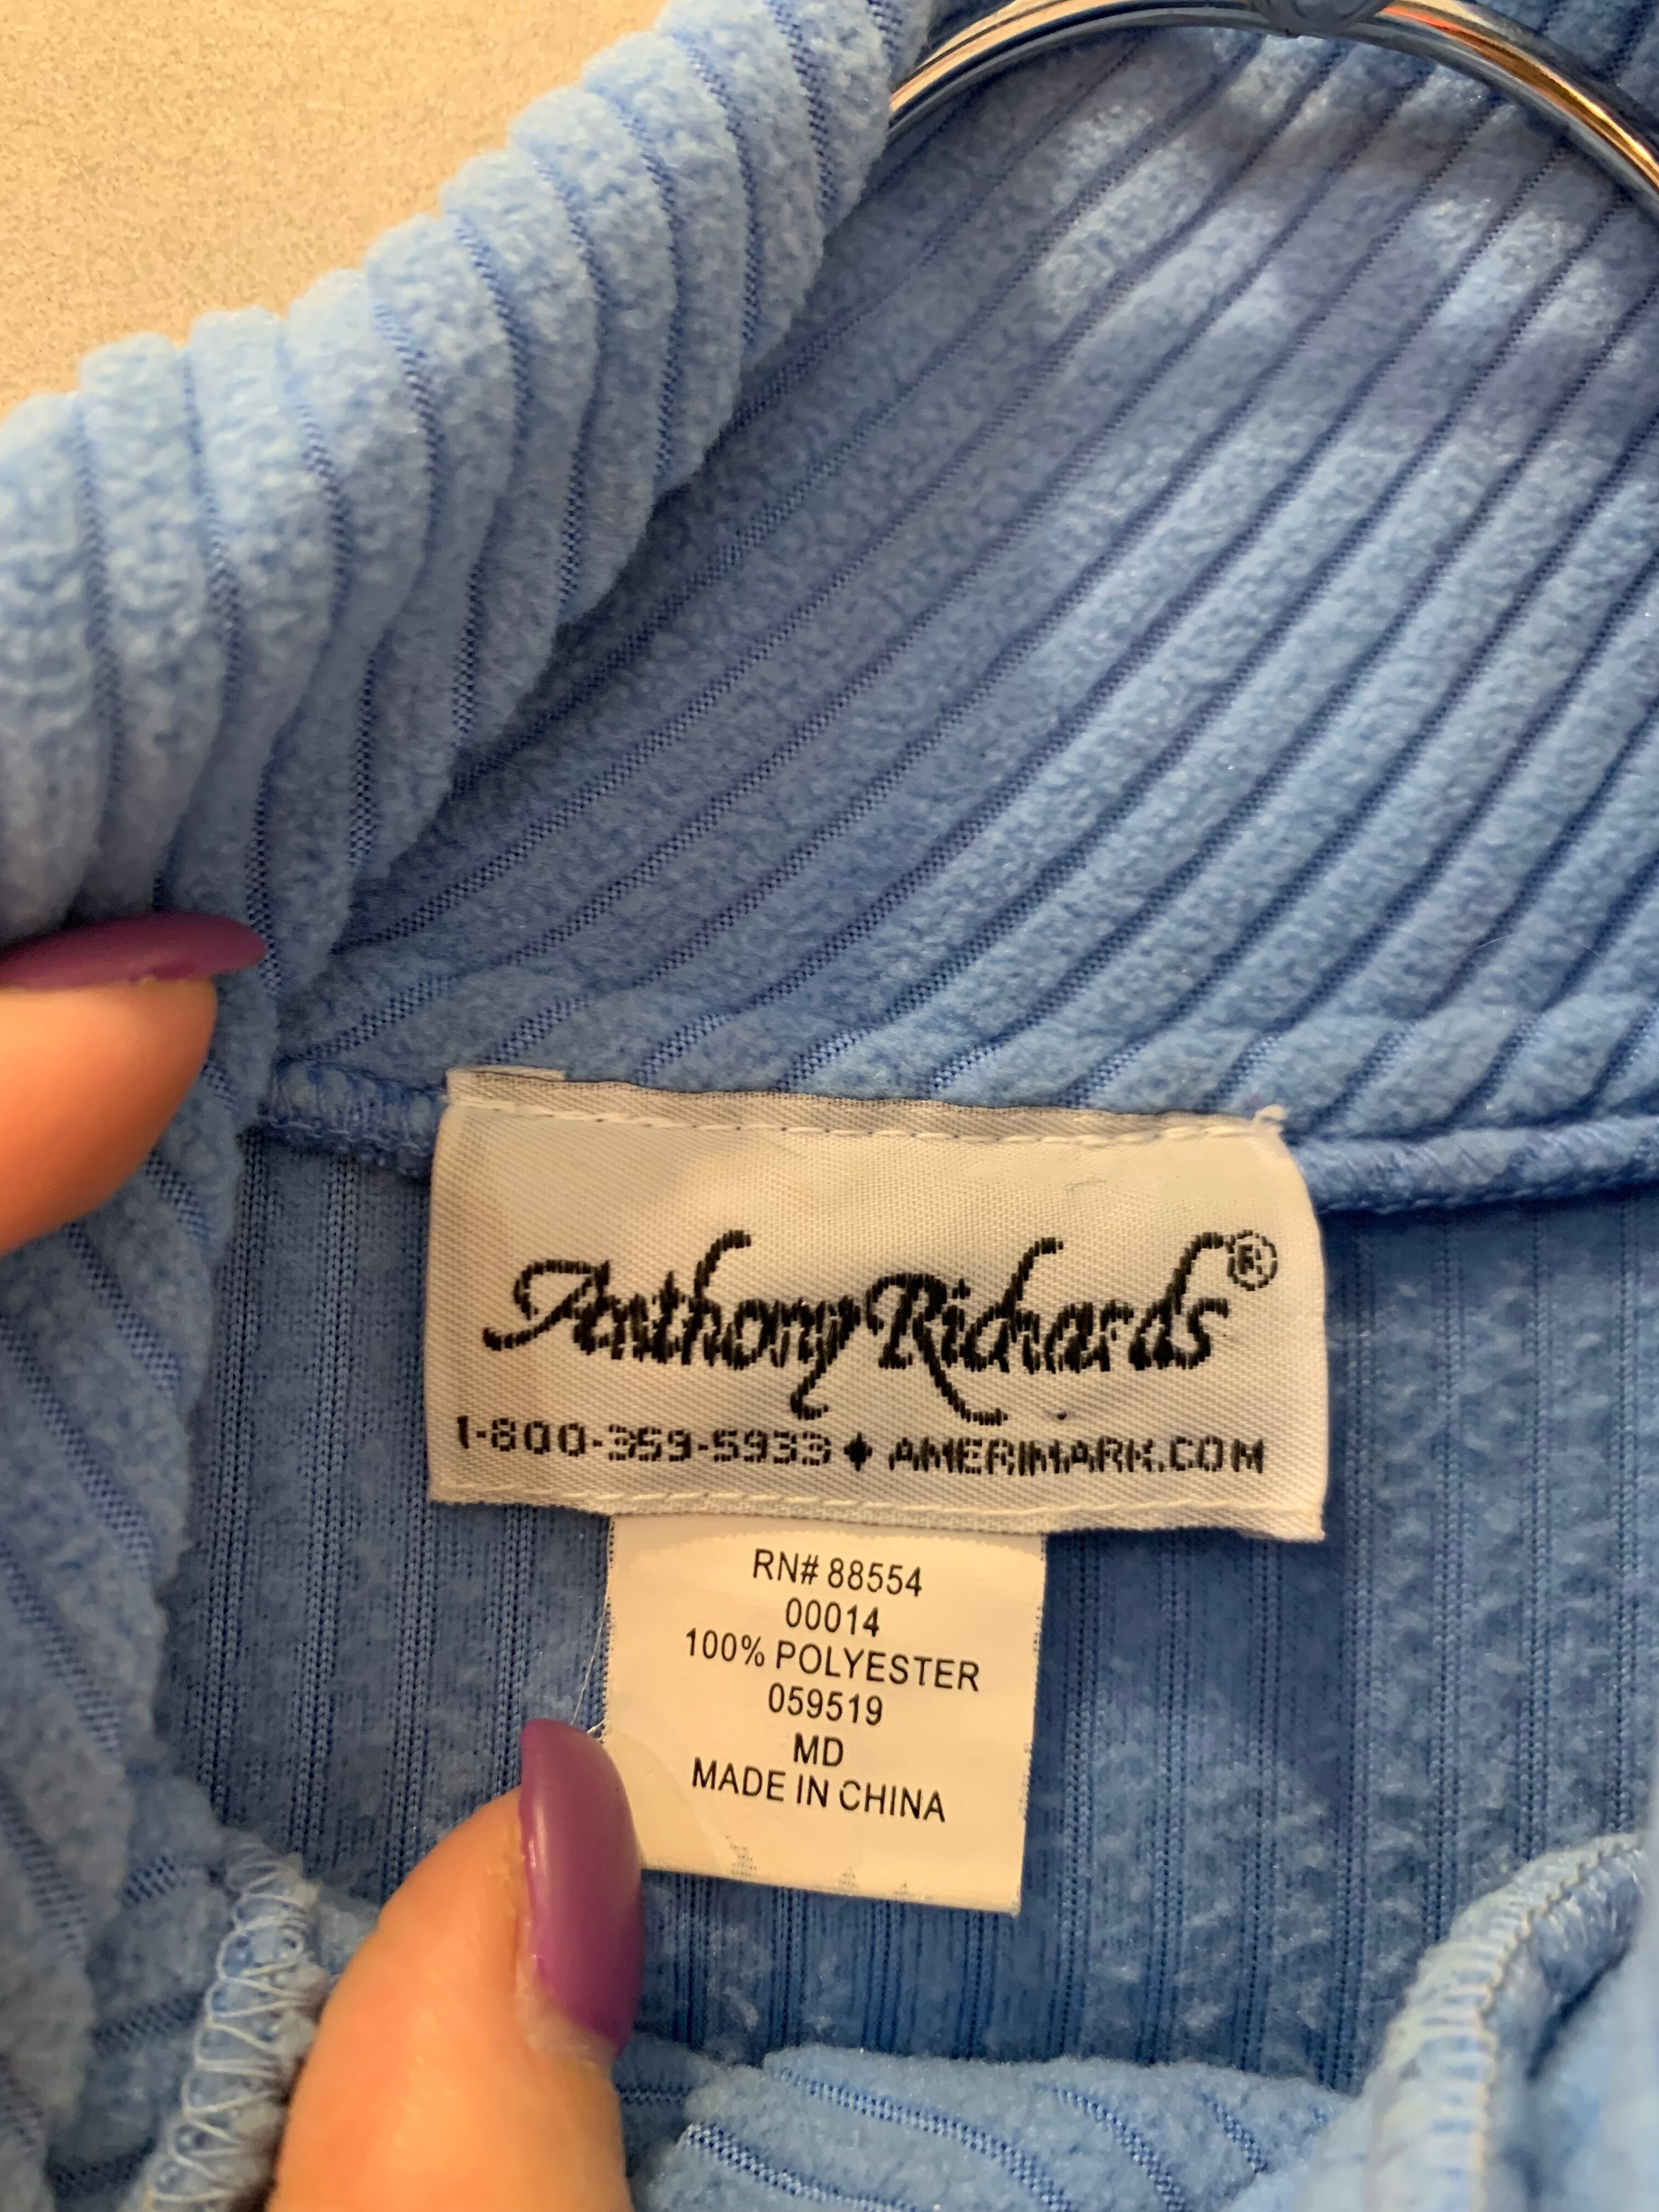 Anthony Richards®
1-800-359-5933 ♦ AMERIMARK.COM
RN# 88554
00014
100% POLYESTER
059519
MD
MADE IN CHINA